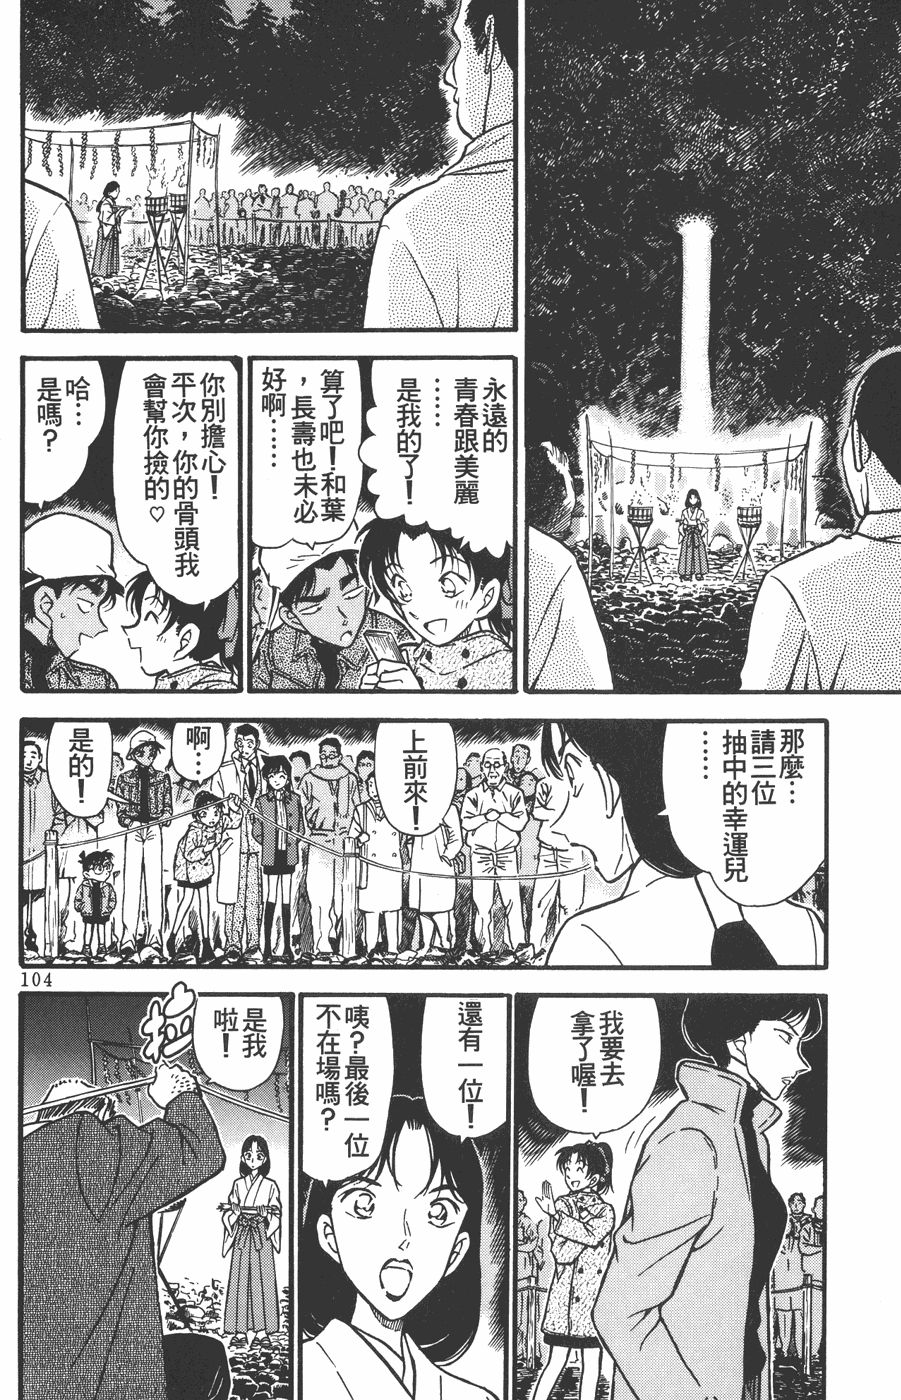 永遠的
青春跟美麗
是我的了！
算了吧！和葉
，長壽也未必
好啊……
你別擔心！
平次，你的骨頭我
會幫你撿的♡
哈…
是嗎？
那麼…
請三位
抽中的幸運兒
……
上前來！
啊…
是的！
104
我要去
拿了喔！
還有一位！
咦？最後一位
不在場嗎？
是我
啦！